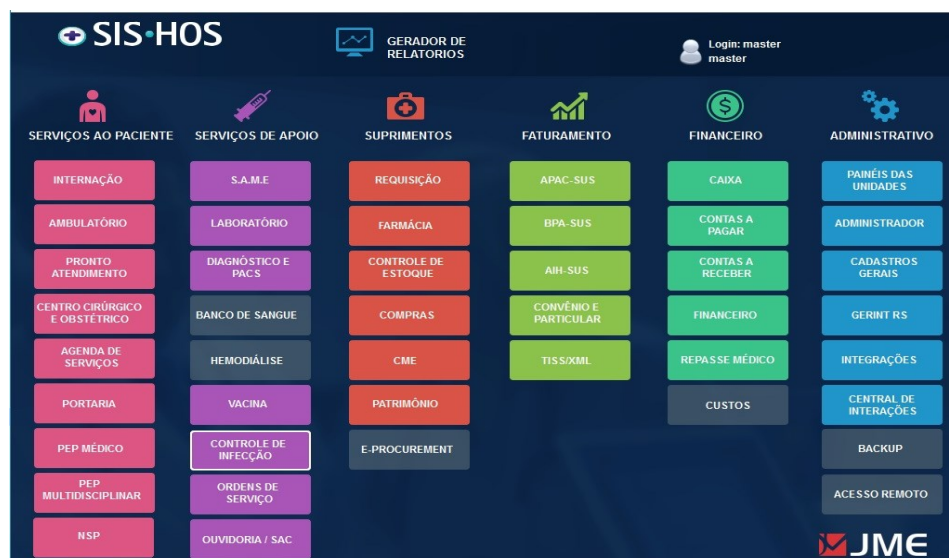 SIS•HOS
GERADOR DE
RELATORIOS
Login: master
master
SERVIÇOS AO PACIENTE
INTERNAÇÃO
AMBULATÓRIO
PRONTO
ATENDIMENTO
CENTRO CIRÚRGICO
E OBSTÉTRICO
AGENDA DE
SERVIÇOS
PORTARIA
PEP MÉDICO
PEP
MULTIDISCIPLINAR
NSP
SERVIÇOS DE APOIO
S.A.M.E
LABORATÓRIO
DIAGNÓSTICO E
PACS
BANCO DE SANGUE
HEMODIÁLISE
VACINA
CONTROLE DE
INFECÇÃO
ORDENS DE
SERVIÇO
OUVIDORIA / SAC
SUPRIMENTOS
REQUISIÇÃO
FARMÁCIA
CONTROLE DE
ESTOQUE
COMPRAS
CME
PATRIMÔNIO
E-PROCUREMENT
FATURAMENTO
APAC-SUS
BPA-SUS
AIH-SUS
CONVÊNIO E
PARTICULAR
TISS/XML
FINANCEIRO
CAIXA
CONTAS A
PAGAR
CONTAS A
RECEBER
FINANCEIRO
REPASSE MÉDICO
CUSTOS
ADMINISTRATIVO
PAINÉIS DAS
UNIDADES
ADMINISTRADOR
CADASTROS
GERAIS
GERINT RS
INTEGRAÇÕES
CENTRAL DE
INTERAÇÕES
BACKUP
ACESSO REMOTO
JME